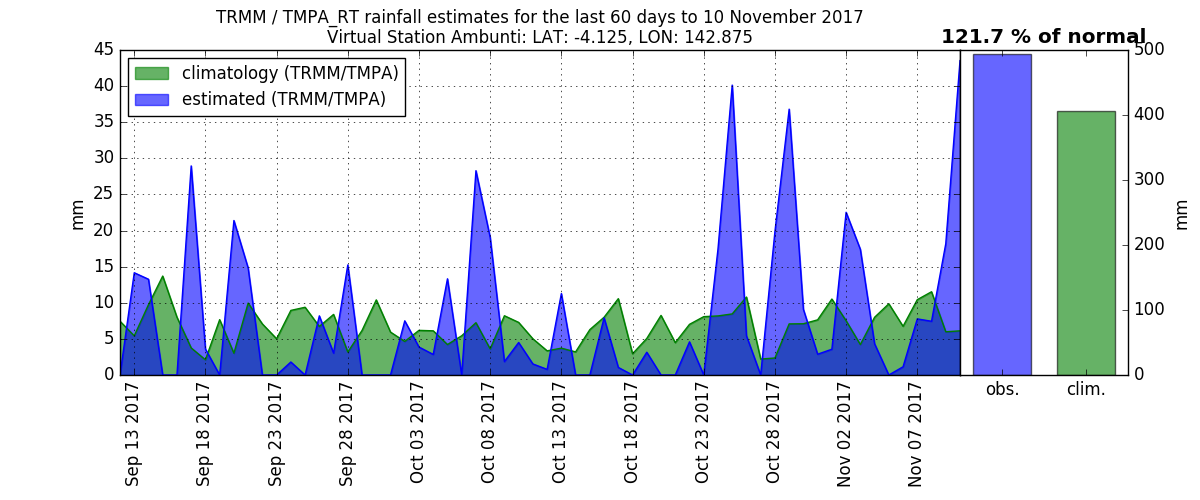 TRMM / TMPA_RT rainfall estimates for the last 60 days to 10 November 2017
Virtual Station Ambunti: LAT: -4.125, LON: 142.875
121.7 % of normal
climatology (TRMM/TMPA)
estimated (TRMM/TMPA)
45
40
35
30
25
20
15
10
5
0
mm
Sep 13 2017
Sep 18 2017
Sep 23 2017
Sep 28 2017
Oct 03 2017
Oct 08 2017
Oct 13 2017
Oct 18 2017
Oct 23 2017
Oct 28 2017
Nov 02 2017
Nov 07 2017
500
400
300
200
100
0
mm
obs.
clim.